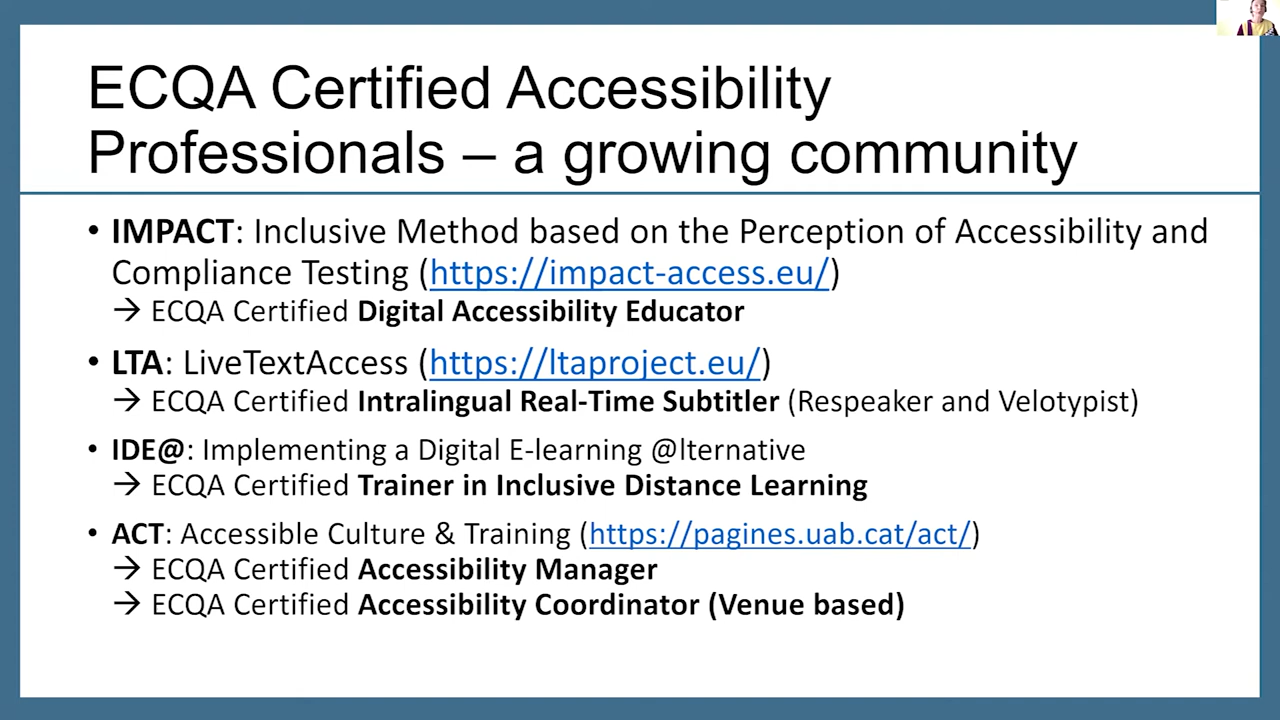 ECQA Certified Accessibility
Professionals – a growing community
• IMPACT: Inclusive Method based on the Perception of Accessibility and
Compliance Testing (https://impact-access.eu/)
→ ECQA Certified Digital Accessibility Educator
• LTA: LiveTextAccess (https://ltaproject.eu/)
→ ECQA Certified Intralingual Real-Time Subtitler (Respeaker and Velotypist)
• IDE@: Implementing a Digital E-learning @lternative
→ ECQA Certified Trainer in Inclusive Distance Learning
• ACT: Accessible Culture & Training (https://pagines.uab.cat/act/)
→ ECQA Certified Accessibility Manager
→ ECQA Certified Accessibility Coordinator (Venue based)